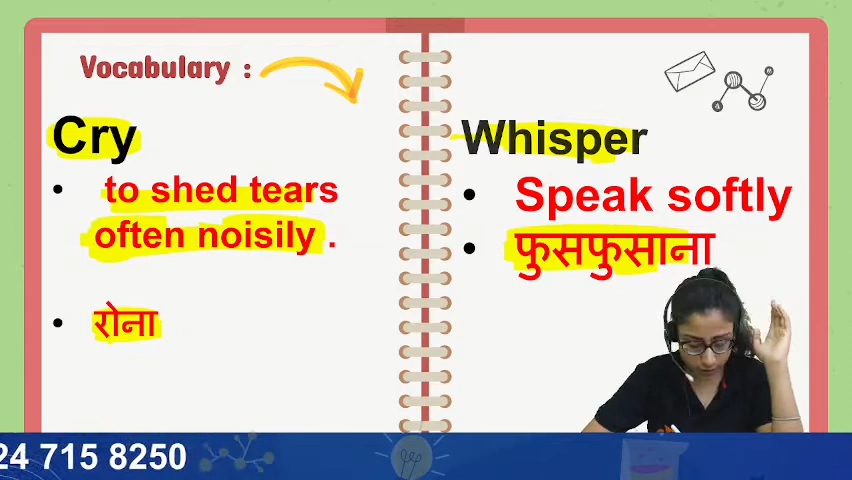 Vocabulary :
Cry
• to shed tears
often noisily .
• रोना
Whisper
• Speak softly
• फुसफुसाना
24 715 8250